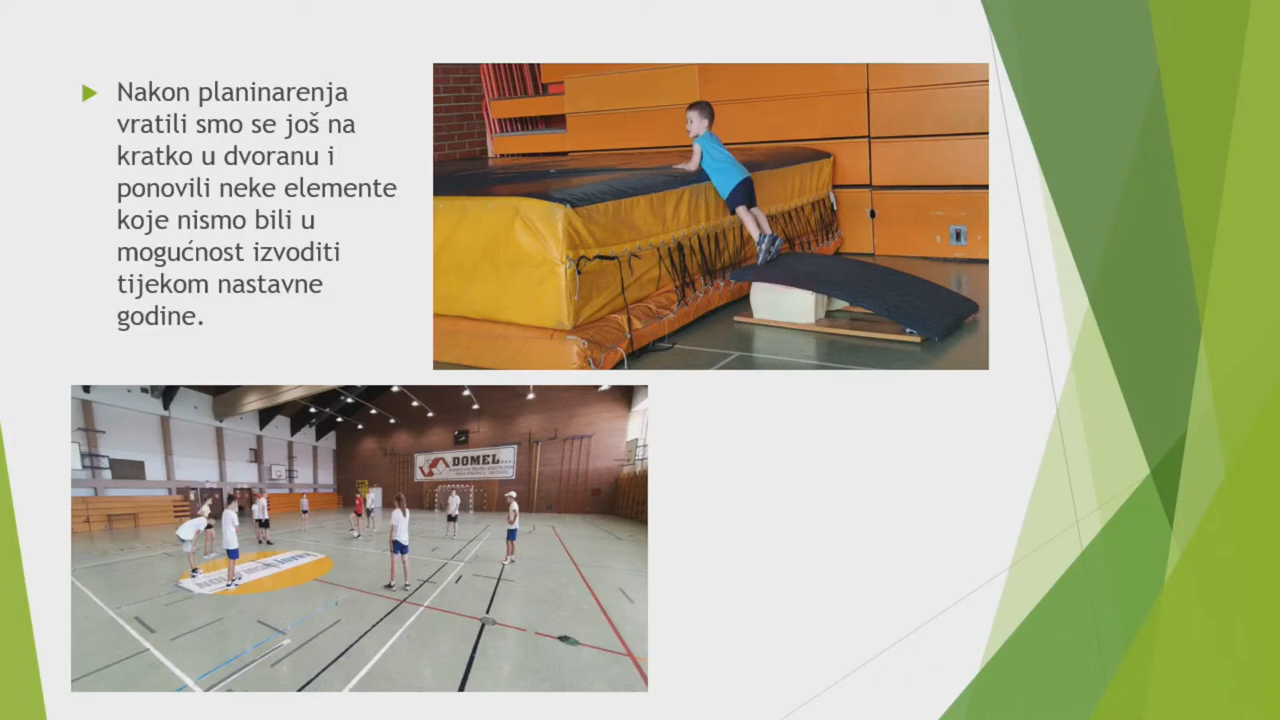 Nakon planinarenja
vratili smo se još na
kratko u dvoranu i
ponovili neke elemente
koje nismo bili u
mogućnost izvoditi
tijekom nastavne
godine.
DOMEL